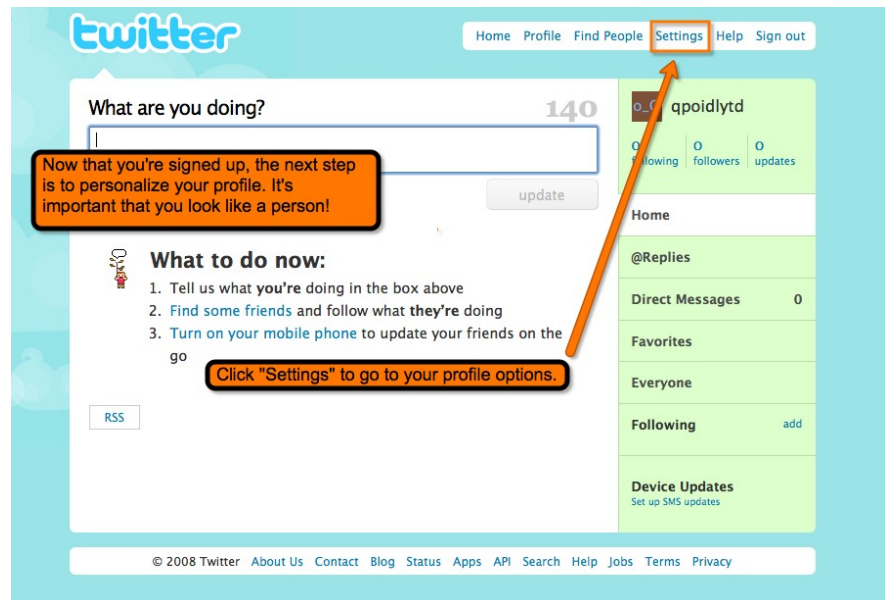 twitter
Home Profile Find People Settings Help Sign out
What are you doing?
140
Now that you're signed up, the next step
is to personalize your profile. It's
important that you look like a person!
update
What to do now:
1. Tell us what you're doing in the box above
2. Find some friends and follow what they're doing
3. Turn on your mobile phone to update your friends on the
go
Click "Settings" to go to your profile options.
RSS
qpoidlytd
0 0 0
following followers updates
Home
@Replies
Direct Messages 0
Favorites
Everyone
Following add
Device Updates
Set up SMS updates
© 2008 Twitter About Us Contact Blog Status Apps API Search Help Jobs Terms Privacy